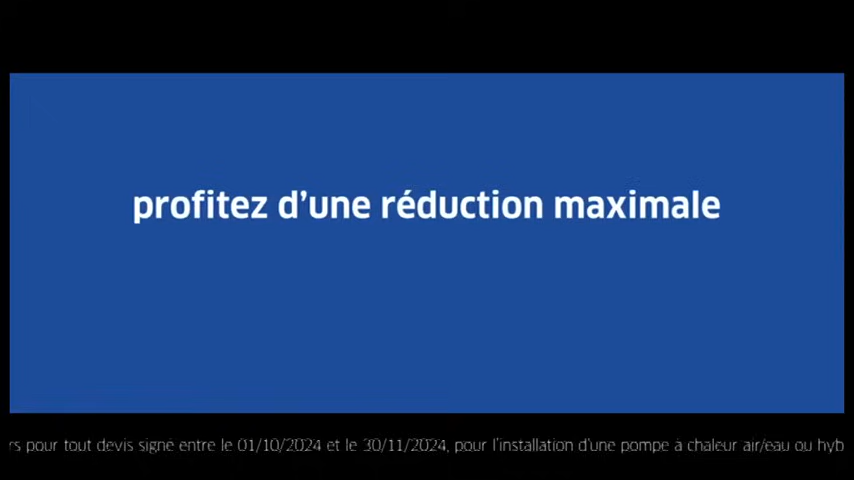 profitez d'une réduction maximale
pour tout devis signé entre le 01/10/2024 et le 30/11/2024, pour l'installation d'une pompe à chaleur air/eau ou